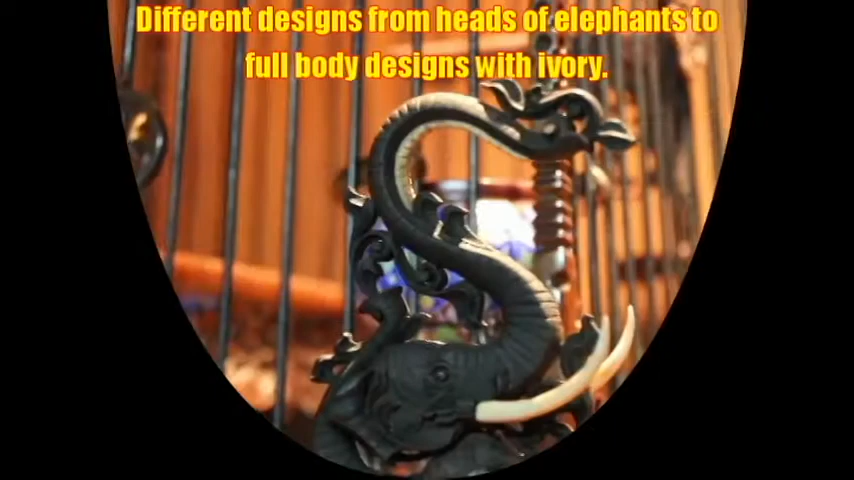 Different designs from heads of elephants to
full body designs with ivory.